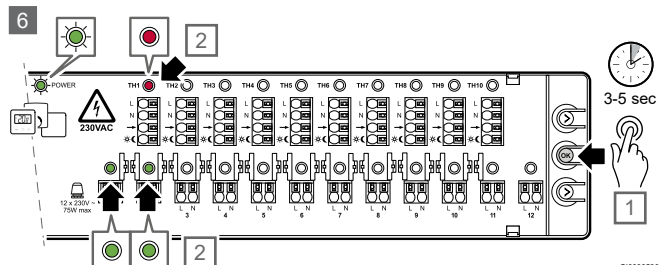 6
2
POWER
TH1 TH2 TH3 TH4 TH5 TH6 TH7 TH8 TH9 TH10
230VAC
L
N
3-5 sec
OK
12 x 230V ~
75W max
L N L N L N L N L N L N L N L N L N L N
3 4 5 6 7 8 9 10 11 12
1
2